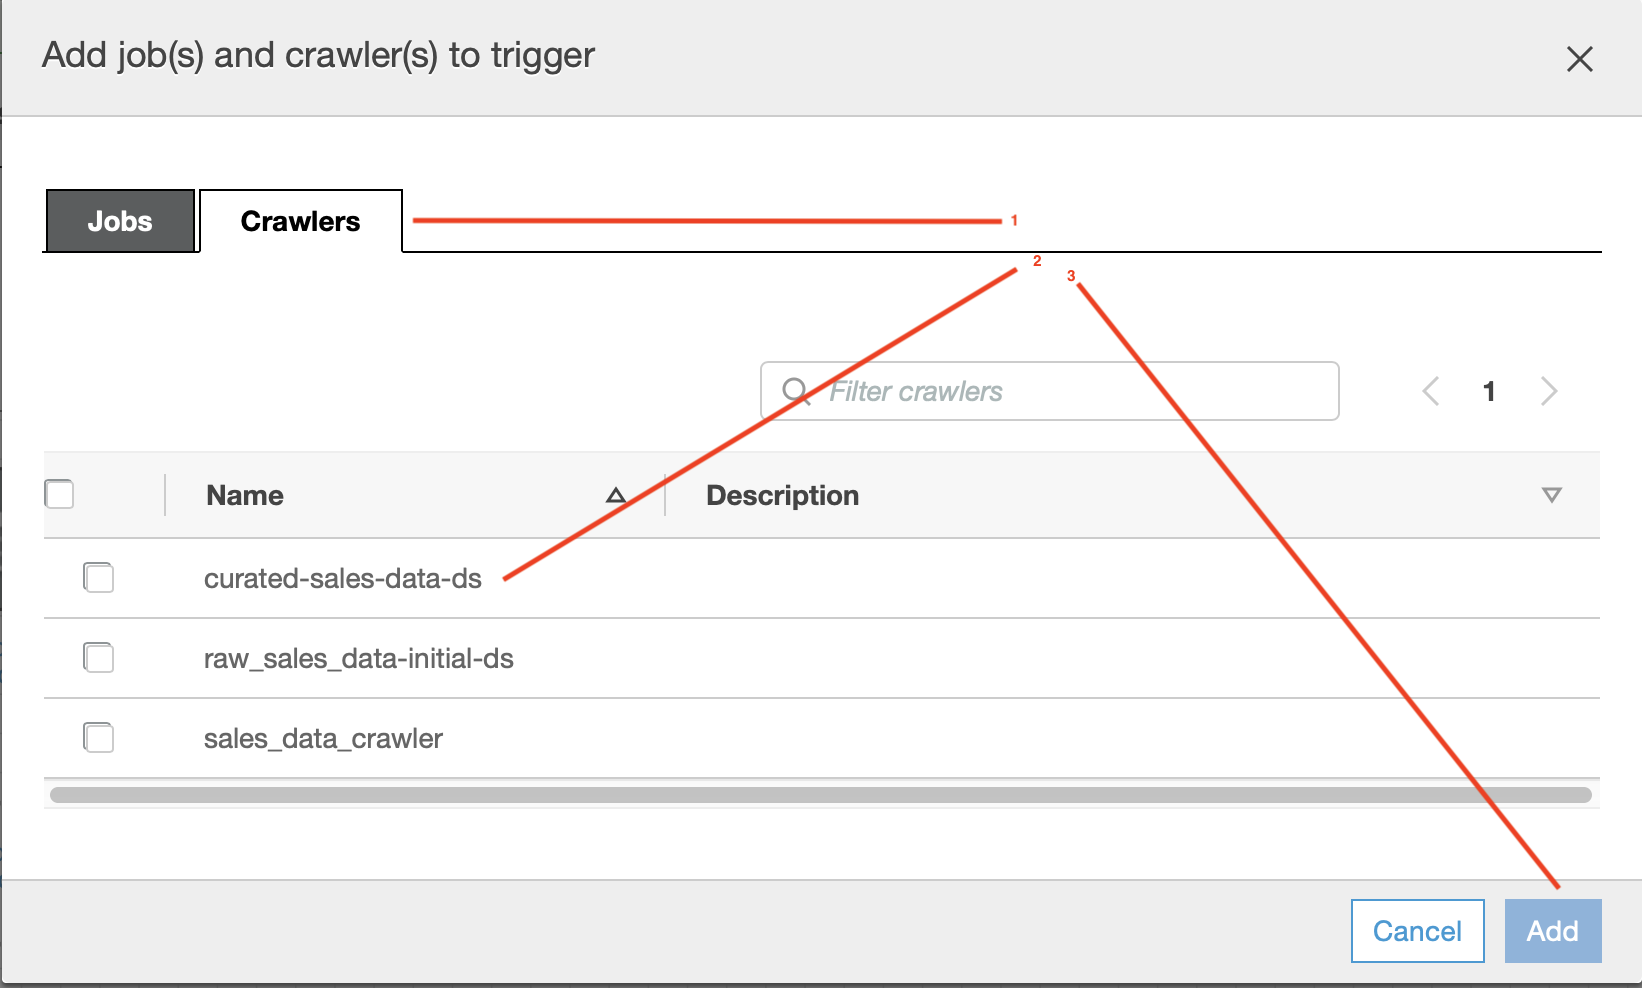 Add job(s) and crawler(s) to trigger
Jobs
Crawlers
1
2
3
Filter crawlers
1
Name
Description
curated-sales-data-ds
raw_sales_data-initial-ds
sales_data_crawler
Cancel
Add